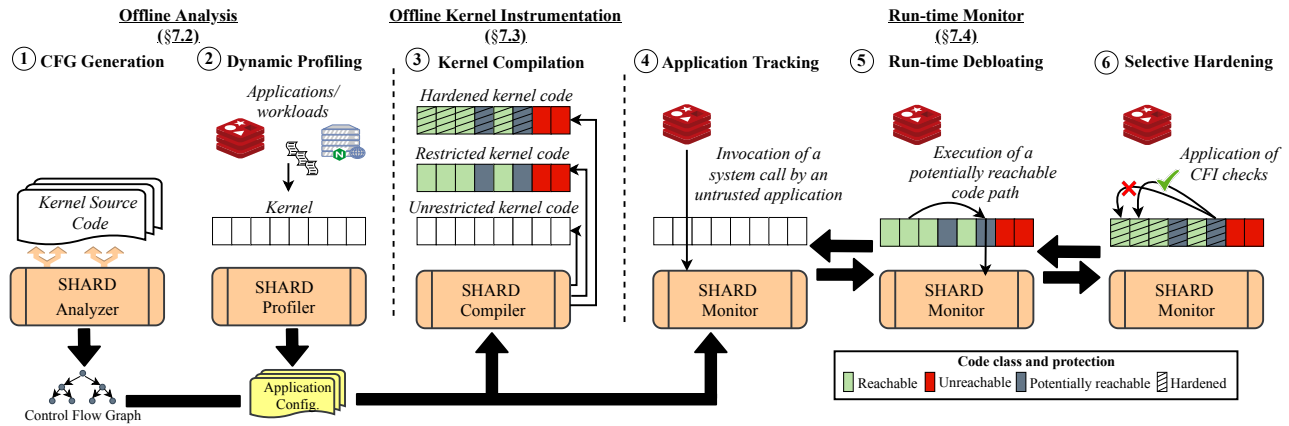 Offline Analysis
(§7.2)
Offline Kernel Instrumentation
(§7.3)
Run-time Monitor
(§7.4)
1 CFG Generation
2 Dynamic Profiling
3 Kernel Compilation
4 Application Tracking
5 Run-time Debloating
6 Selective Hardening
Kernel Source
Code
SHARD
Analyzer
Control Flow Graph
Applications/
workloads
Kernel
SHARD
Profiler
Application
Config.
Hardened kernel code
Restricted kernel code
Unrestricted kernel code
SHARD
Compiler
Invocation of a
system call by an
untrusted application
SHARD
Monitor
Execution of a
potentially reachable
code path
SHARD
Monitor
Application of
CFI checks
SHARD
Monitor
Code class and protection
Reachable
Unreachable
Potentially reachable
Hardened